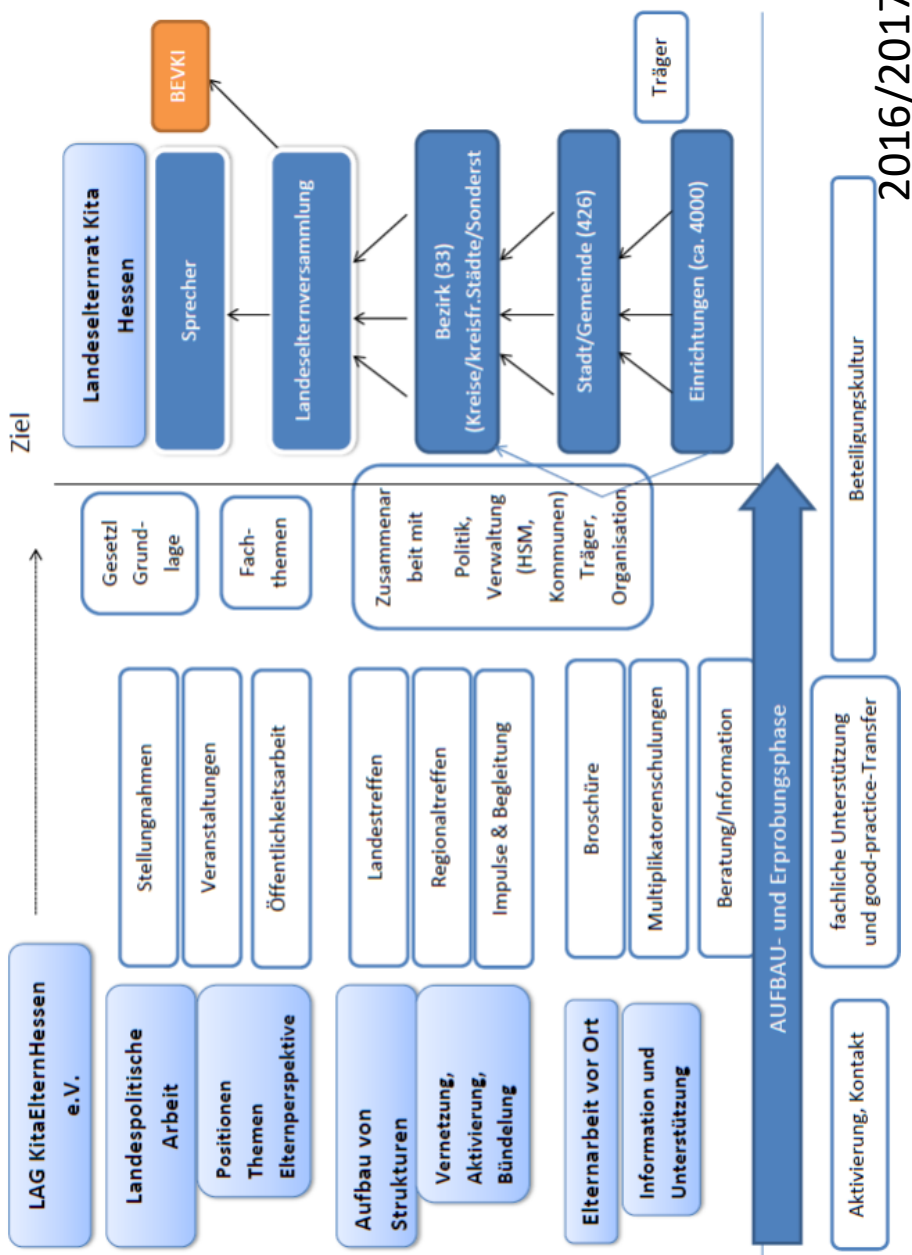 LAG KitaElternHessen
e.V.
Ziel
Landeselternrat Kita
Hessen
Landespolitische
Arbeit
Positionen
Themen
Elternperspektive
Stellungnahmen
Veranstaltungen
Öffentlichkeitsarbeit
Gesetzl
Grund-
lage
Fach-
themen
Sprecher
BEVKI
Landeselternversammlung
Aufbau von
Strukturen
Vernetzung,
Aktivierung,
Bündelung
Landestreffen
Regionaltreffen
Impulse & Begleitung
Zusammenar
beit mit
Politik,
Verwaltung
(HSM,
Kommunen)
Träger,
Organisation
Bezirk (33)
(Kreise/kreisfr.Städte/Sonderst
Elternarbeit vor Ort
Information und
Unterstützung
Broschüre
Multiplikatorenschulungen
Beratung/Information
Stadt/Gemeinde (426)
Einrichtungen (ca. 4000)
Träger
AUFBAU- und Erprobungsphase
Aktivierung, Kontakt
fachliche Unterstützung
und good-practice-Transfer
Beteiligungskultur
2016/2017